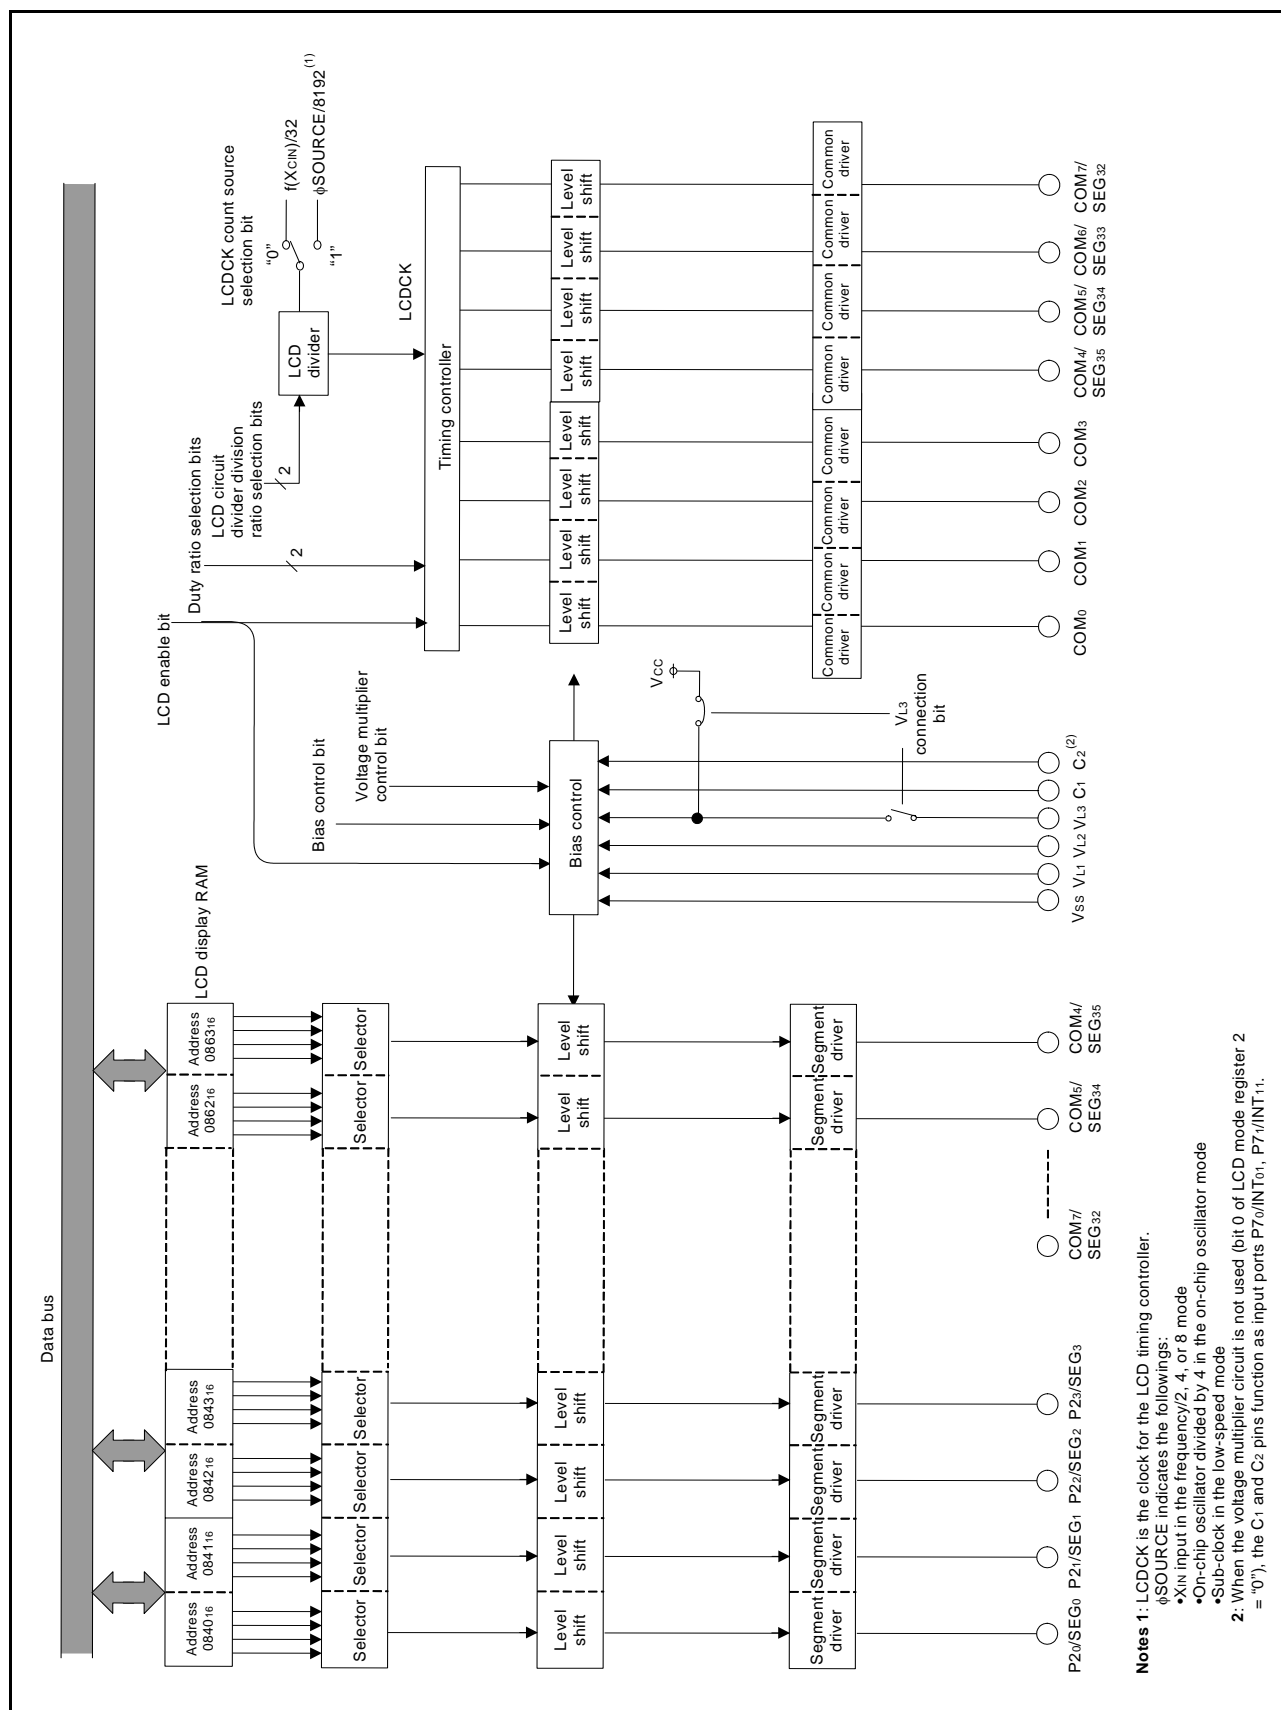 Data bus
LCD enable bit
Duty ratio selection bits
LCD circuit
divider division
ratio selection bits
2
2
LCDCK count source
selection bit
“0”
“1”
f(XCIN)/32
φSOURCE/8192(1)
LCD
divider
LCDCK
Timing controller
LCD display RAM
Bias control bit
Voltage multiplier
control bit
Address
084016
Address
084116
Address
084216
Address
084316
Address
086216
Address
086316
Selector
Selector
Selector
Selector
Selector
Selector
Level
shift
Level
shift
Level
shift
Level
shift
Level
shift
Level
shift
Bias control
Level
shift
Level
shift
Level
shift
Level
shift
Level
shift
Level
shift
Level
shift
Level
shift
VCC
VL3
connection
bit
Segment
driver
Segment
driver
Segment
driver
Segment
driver
Segment
driver
Segment
driver
Common
driver
Common
driver
Common
driver
Common
driver
Common
driver
Common
driver
Common
driver
Common
driver
P20/SEG0
P21/SEG1
P22/SEG2
P23/SEG3
COM7/
SEG32
COM5/
SEG34
COM4/
SEG35
VSS
VL1
VL2
VL3
C1
C2(2)
COM0
COM1
COM2
COM3
COM4/
SEG35
COM5/
SEG34
COM6/
SEG33
COM7/
SEG32
Notes 1: LCDCK is the clock for the LCD timing controller.
φSOURCE indicates the followings:
•XIN input in the frequency/2, 4, or 8 mode
•On-chip oscillator divided by 4 in the on-chip oscillator mode
•Sub-clock in the low-speed mode
2: When the voltage multiplier circuit is not used (bit 0 of LCD mode register 2
= “0”), the C1 and C2 pins function as input ports P70/INT01, P71/INT11.